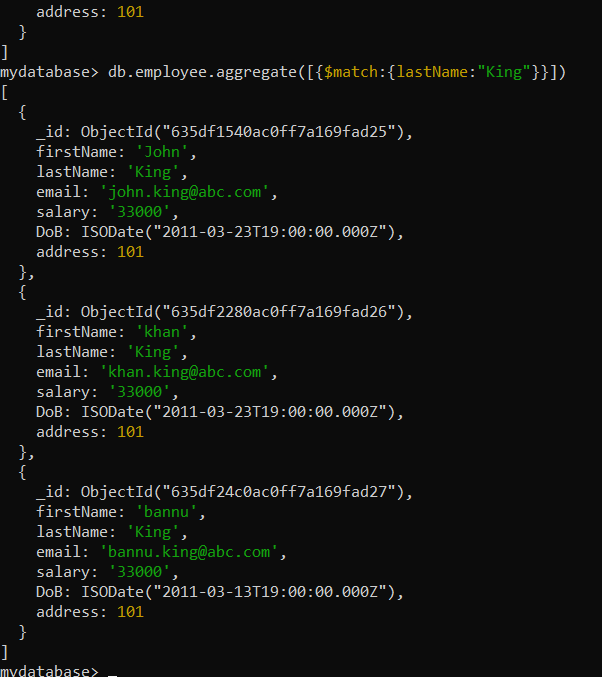 address: 101
  }
]
mydatabase> db.employee.aggregate([{$match:{lastName:"King"}}])
[
  {
    _id: ObjectId("635df1540ac0ff7a169fad25"),
    firstName: 'John',
    lastName: 'King',
    email: 'john.king@abc.com',
    salary: '33000',
    DoB: ISODate("2011-03-23T19:00:00.000Z"),
    address: 101
  },
  {
    _id: ObjectId("635df2280ac0ff7a169fad26"),
    firstName: 'khan',
    lastName: 'King',
    email: 'khan.king@abc.com',
    salary: '33000',
    DoB: ISODate("2011-03-23T19:00:00.000Z"),
    address: 101
  },
  {
    _id: ObjectId("635df24c0ac0ff7a169fad27"),
    firstName: 'bannu',
    lastName: 'King',
    email: 'bannu.king@abc.com',
    salary: '33000',
    DoB: ISODate("2011-03-13T19:00:00.000Z"),
    address: 101
  }
]
mydatabase> _